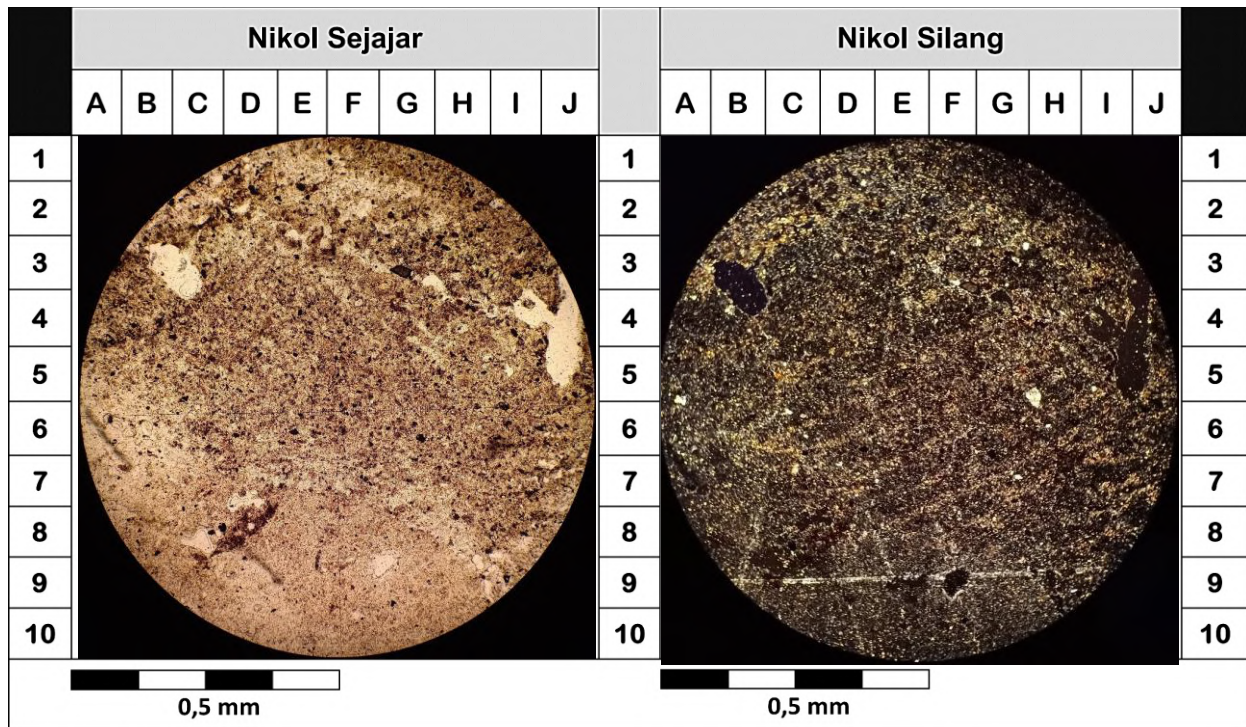 Nikol Sejajar Nikol Silang
A B C D E F G H I J A B C D E F G H I J
1 1 1
2 2 2
3 3 3
4 4 4
5 5 5
6 6 6
7 7 7
8 8 8
9 9 9
10 10 10
0,5 mm 0,5 mm